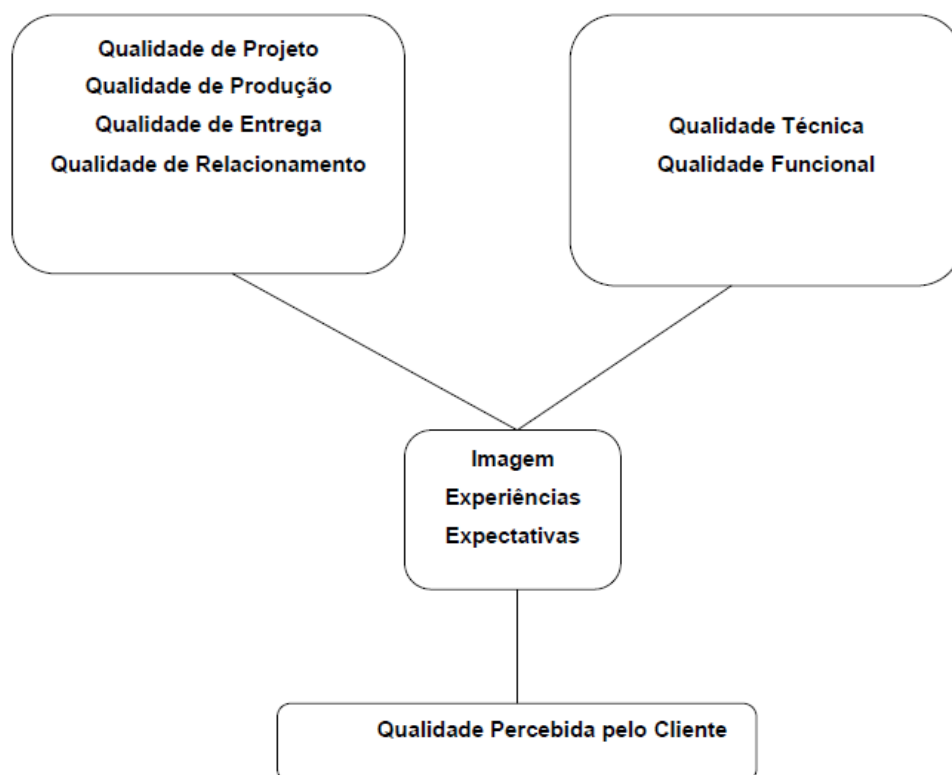 Qualidade de Projeto
Qualidade de Produção
Qualidade de Entrega
Qualidade de Relacionamento
Qualidade Técnica
Qualidade Funcional
Imagem
Experiências
Expectativas
Qualidade Percebida pelo Cliente